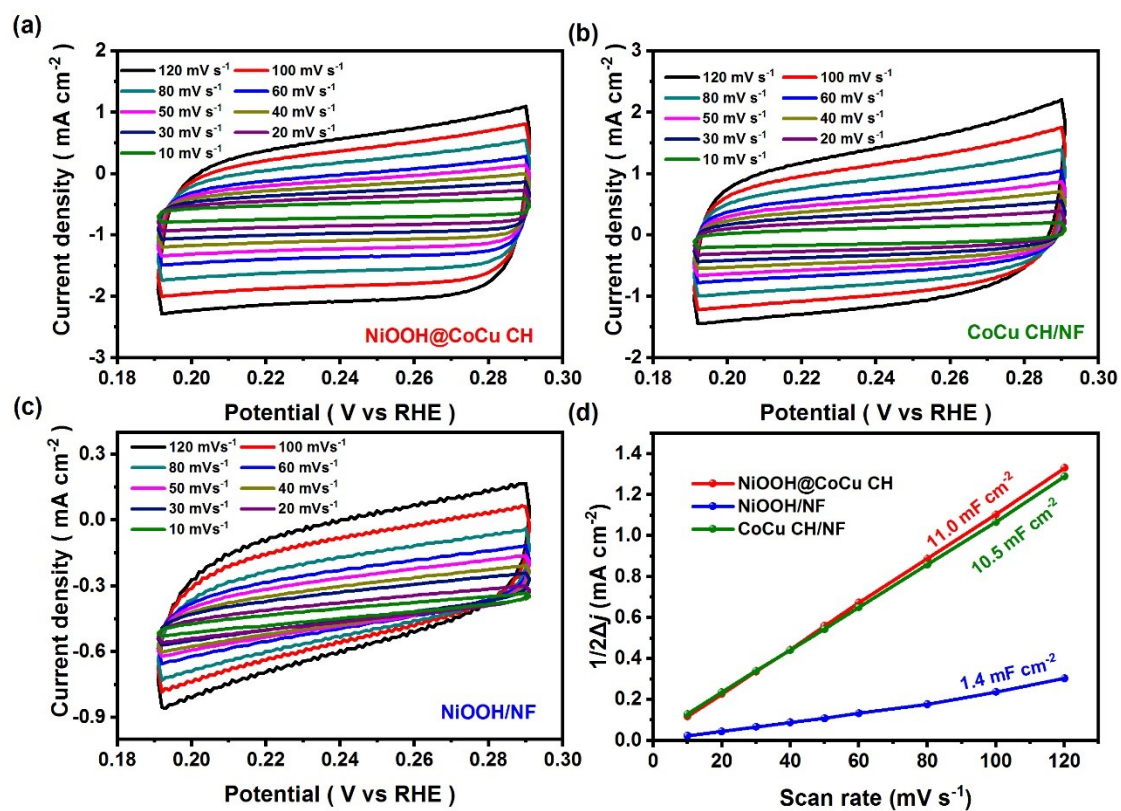 (a)
2
1
0
-1
-2
-3
Current density ( mA cm-2)
120 mV s-1 100 mV s-1
80 mV s-1 60 mV s-1
50 mV s-1 40 mV s-1
30 mV s-1 20 mV s-1
10 mV s-1
NiOOH@CoCu CH
0.18 0.20 0.22 0.24 0.26 0.28 0.30
Potential ( V vs RHE )
(b)
3
2
1
0
-1
-2
Current density ( mA cm-2)
120 mV s-1 100 mV s-1
80 mV s-1 60 mV s-1
50 mV s-1 40 mV s-1
30 mV s-1 20 mV s-1
10 mV s-1
CoCu CH/NF
0.18 0.20 0.22 0.24 0.26 0.28 0.30
Potential ( V vs RHE )
(c)
0.3
0.0
-0.3
-0.6
-0.9
Current density ( mA cm-2)
120 mVs-1 100 mVs-1
80 mVs-1 60 mVs-1
50 mVs-1 40 mVs-1
30 mVs-1 20 mVs-1
10 mVs-1
NiOOH/NF
0.18 0.20 0.22 0.24 0.26 0.28 0.30
Potential ( V vs RHE )
(d)
1.4
1.2
1.0
0.8
0.6
0.4
0.2
0.0
1/2Δj (mA cm-2)
NiOOH@CoCu CH
NiOOH/NF
CoCu CH/NF
11.0 mF cm-2
10.5 mF cm-2
1.4 mF cm-2
0 20 40 60 80 100 120
Scan rate (mV s-1)